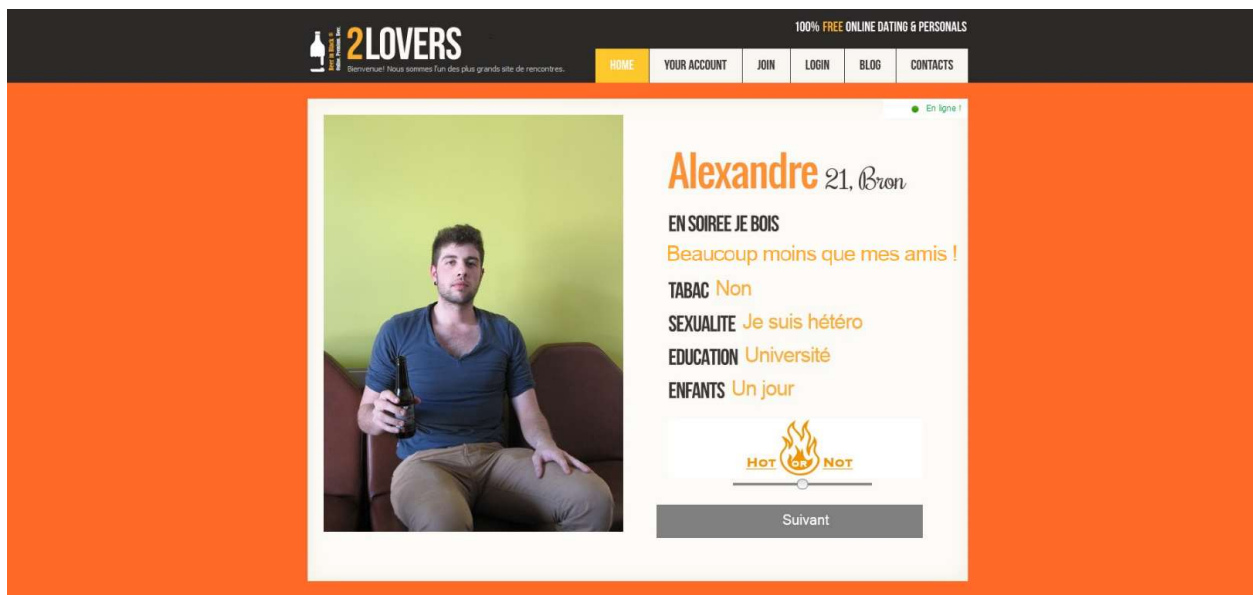 100% FREE ONLINE DATING & PERSONALS
2LOVERS
Bienvenue! Nous sommes l'un des plus grands site de rencontres.
HOME YOUR ACCOUNT JOIN LOGIN BLOG CONTACTS
En ligne !
Alexandre 21, Bron
EN SOIREE JE BOIS
Beaucoup moins que mes amis !
TABAC Non
SEXUALITE Je suis hétéro
EDUCATION Université
ENFANTS Un jour
HOT OR NOT
Suivant